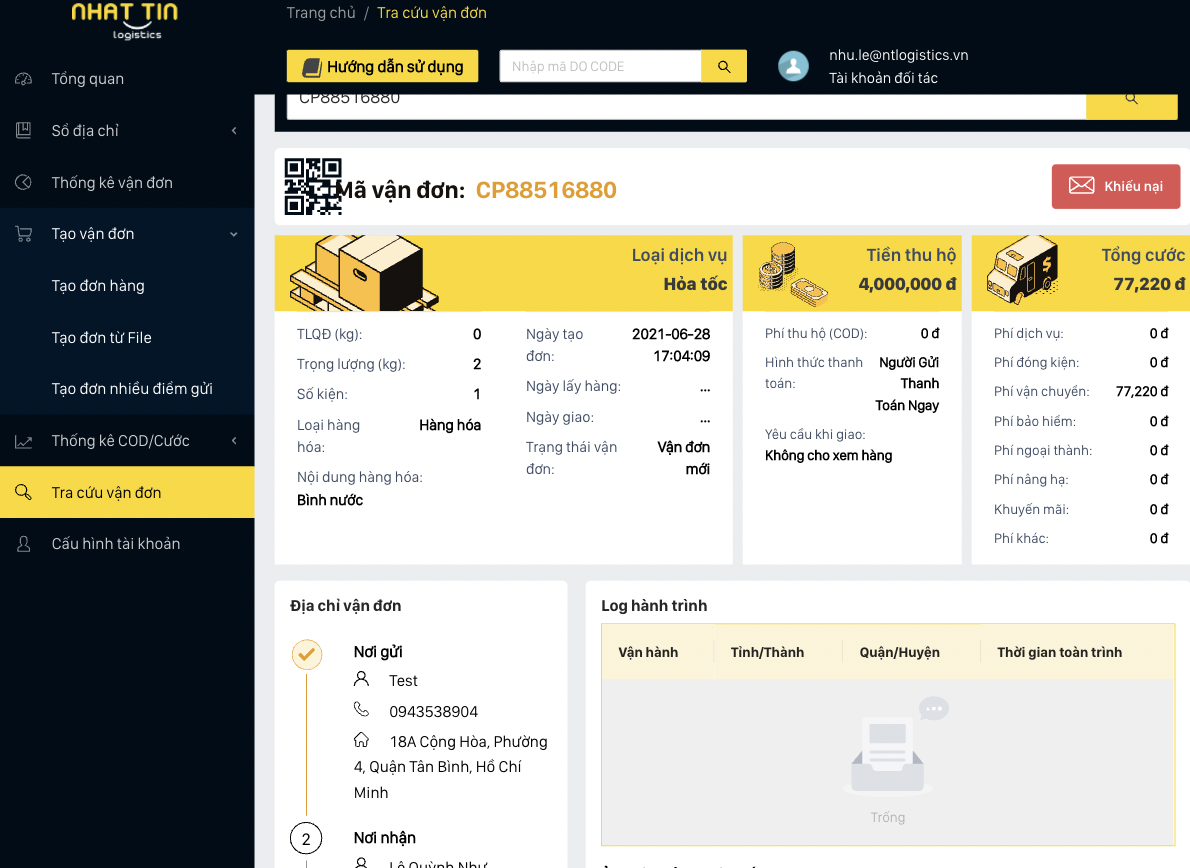 NHAT TIN
logistics
Tổng quan
Sổ địa chỉ
Thống kê vận đơn
Tạo vận đơn
Tạo đơn hàng
Tạo đơn từ File
Tạo đơn nhiều điểm gửi
Thống kê COD/Cước
Tra cứu vận đơn
Cấu hình tài khoản
Trang chủ / Tra cứu vận đơn
Hướng dẫn sử dụng
Nhập mã DO CODE
nhu.le@ntlogistics.vn
Tài khoản đối tác
CP88516880
Mã vận đơn: CP88516880
Khiếu nại
Loại dịch vụ
Hỏa tốc
TLQĐ (kg): 0
Trọng lượng (kg): 2
Số kiện: 1
Loại hàng hóa: Hàng hóa
Nội dung hàng hóa:
Bình nước
Ngày tạo đơn: 2021-06-28 17:04:09
Ngày lấy hàng: ...
Ngày giao: ...
Trạng thái vận đơn: Vận đơn mới
Tiền thu hộ
4,000,000 đ
Phí thu hộ (COD): 0 đ
Hình thức thanh toán: Người Gửi Thanh Toán Ngay
Yêu cầu khi giao:
Không cho xem hàng
Tổng cước
77,220 đ
Phí dịch vụ: 0 đ
Phí đóng kiện: 0 đ
Phí vận chuyển: 77,220 đ
Phí bảo hiểm: 0 đ
Phí ngoại thành: 0 đ
Phí nâng hạ: 0 đ
Khuyến mãi: 0 đ
Phí khác: 0 đ
Địa chỉ vận đơn
Nơi gửi
Test
0943538904
18A Cộng Hòa, Phường
4, Quận Tân Bình, Hồ Chí
Minh
2
Nơi nhận
Lê Quỳnh Như
Log hành trình
Vận hành Tỉnh/Thành Quận/Huyện Thời gian toàn trình
Trống